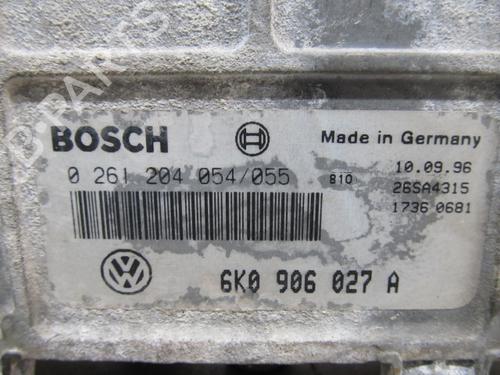 BOSCH
Made in Germany
0 261 204 054/055
810
10.09.96
26SA4315
1736 0681
6K0 906 027 A